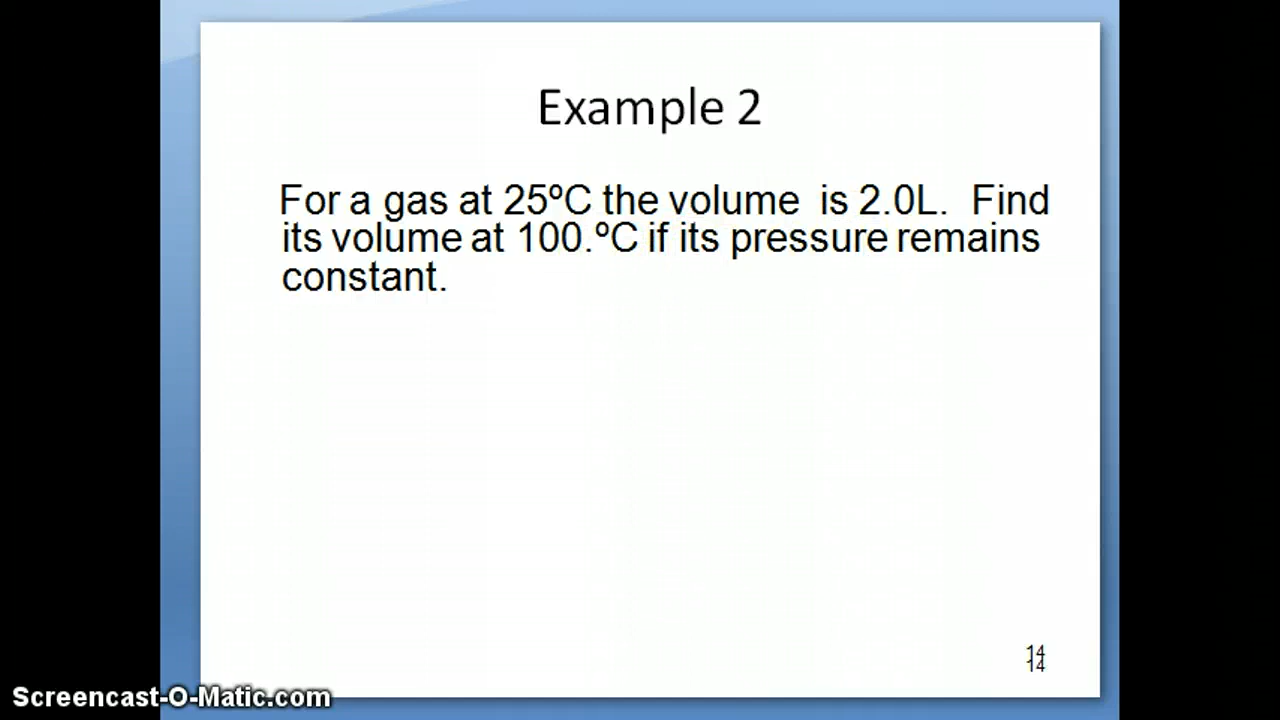 Example 2
For a gas at 25ºC the volume  is 2.0L.  Find
its volume at 100.ºC if its pressure remains
constant.
14
14
Screencast-O-Matic.com